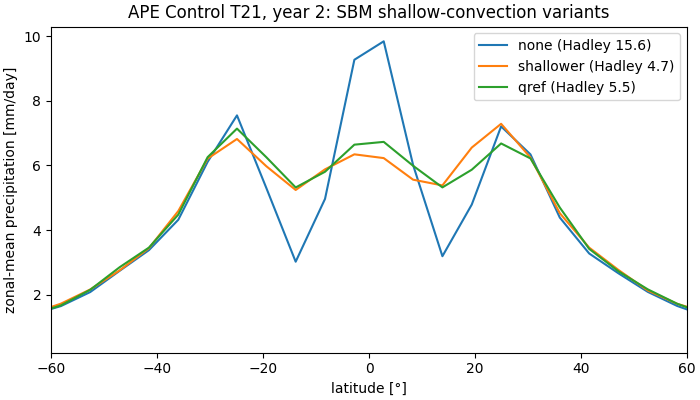 APE Control T21, year 2: SBM shallow-convection variants
none (Hadley 15.6)
shallower (Hadley 4.7)
qref (Hadley 5.5)
zonal-mean precipitation [mm/day]
10
8
6
4
2
−60
−40
−20
0
20
40
60
latitude [°]